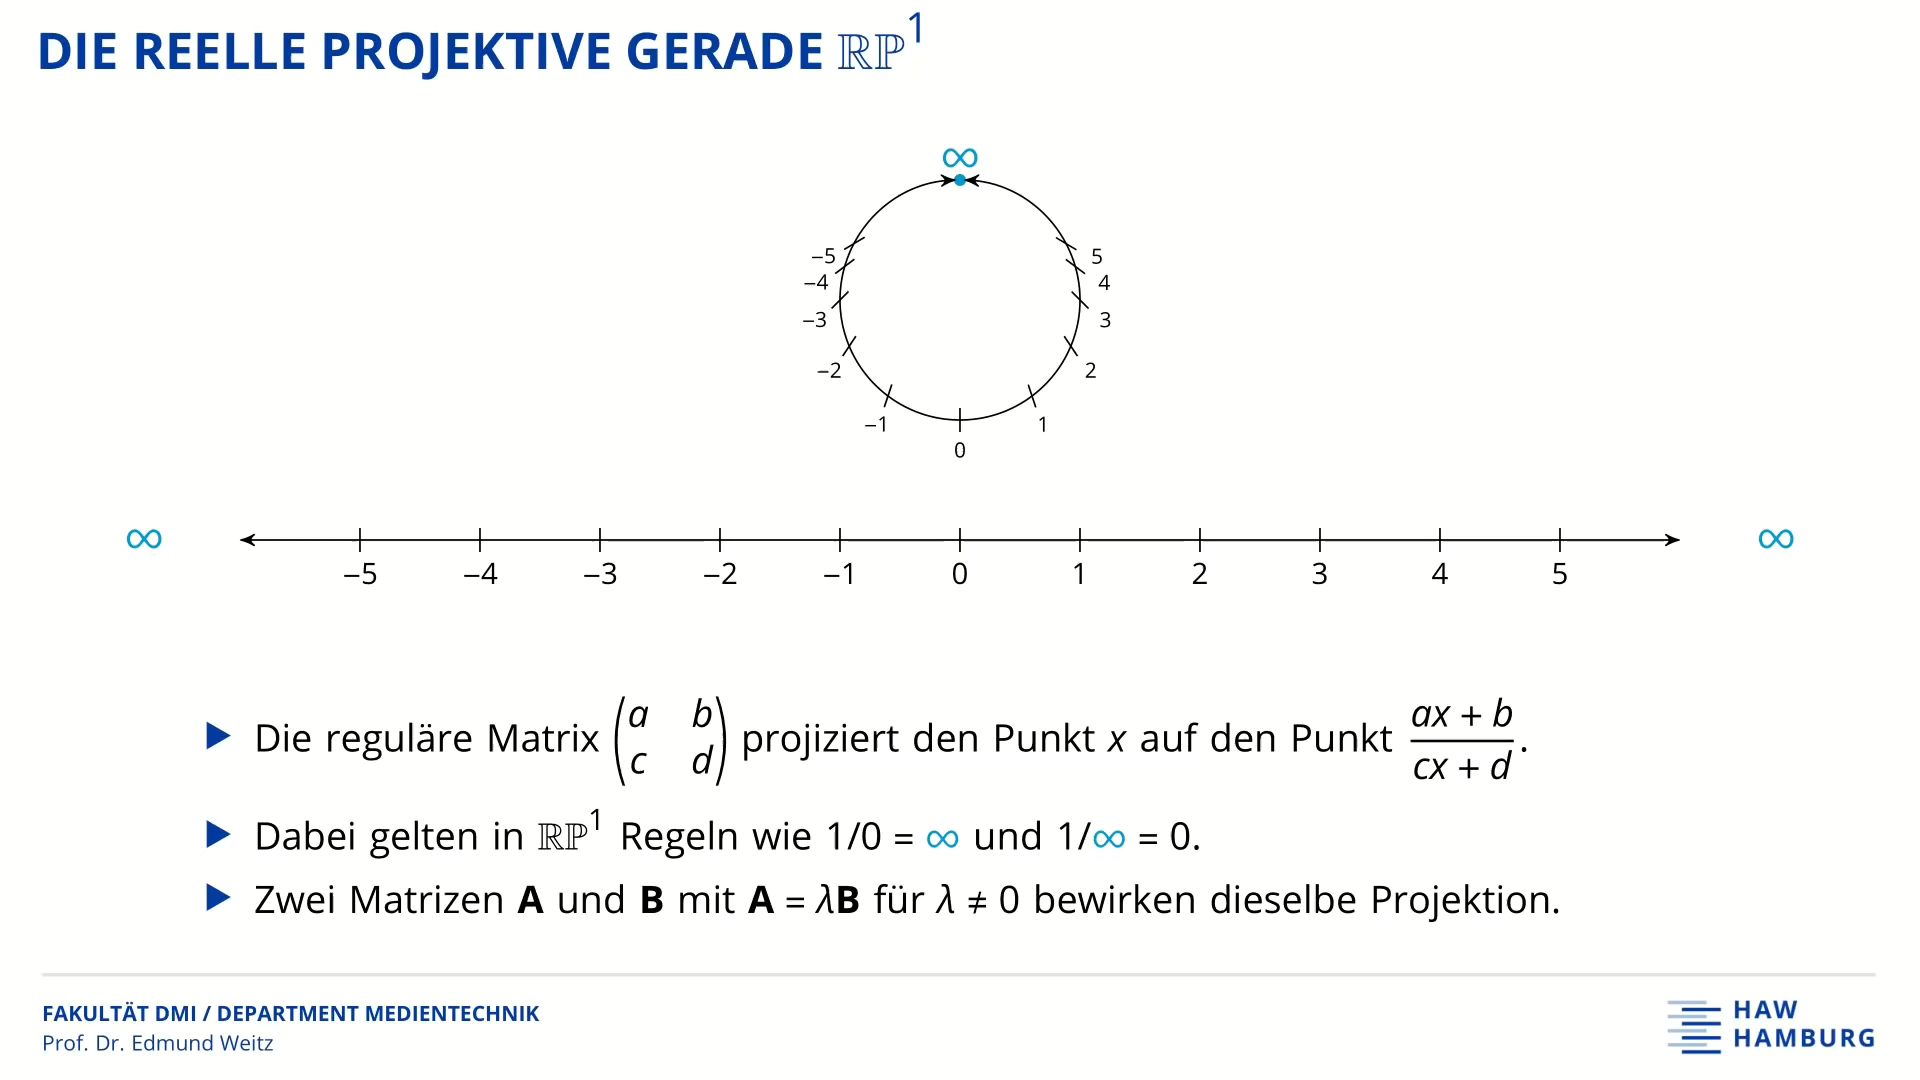 DIE REELLE PROJEKTIVE GERADE ℝℙ¹
∞
−5 5
−4 4
−3 3
−2 2
−1 1
0
∞ ∞
−5 −4 −3 −2 −1 0 1 2 3 4 5
▶ Die reguläre Matrix (a b; c d) projiziert den Punkt x auf den Punkt (ax + b)/(cx + d).
▶ Dabei gelten in ℝℙ¹ Regeln wie 1/0 = ∞ und 1/∞ = 0.
▶ Zwei Matrizen A und B mit A = λB für λ ≠ 0 bewirken dieselbe Projektion.
FAKULTÄT DMI / DEPARTMENT MEDIENTECHNIK
Prof. Dr. Edmund Weitz
HAW
HAMBURG